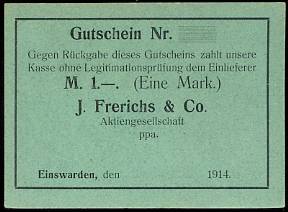 Gutschein Nr.
Gegen Rückgabe dieses Gutscheins zahlt unsere
Kasse ohne Legitimationsprüfung dem Einlieferer
M. 1.—. (Eine Mark.)
J. Frerichs & Co.
Aktiengesellschaft
ppa.
Einswarden, den 1914.